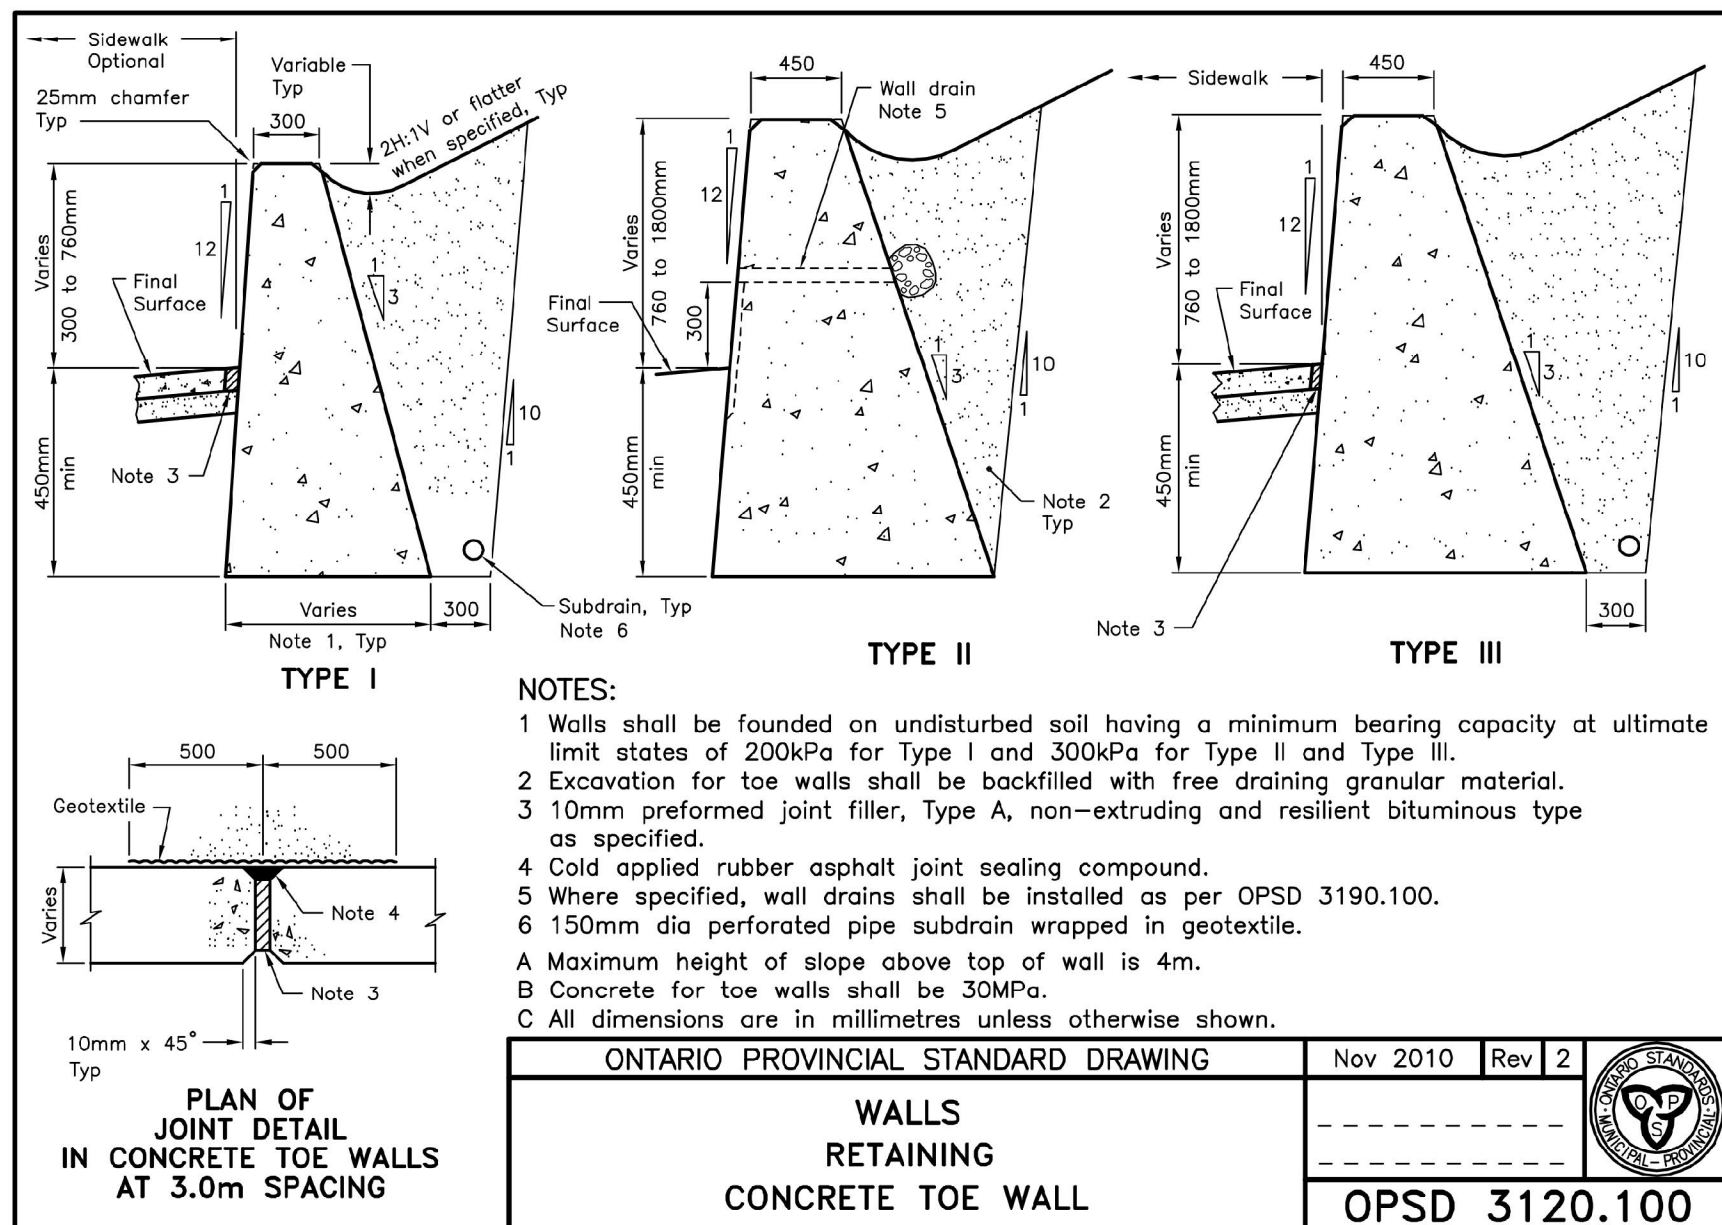 Sidewalk
Optional
25mm chamfer
Typ
Variable
Typ
300
2H:1V or flatter
when specified, Typ
Varies
300 to 760mm
1
12
Final
Surface
1
3
450mm
min
Note 3
10
1
Varies
Note 1, Typ
300
Subdrain, Typ
Note 6
TYPE I
450
Wall drain
Note 5
Varies
760 to 1800mm
1
12
Final
Surface
300
450mm
min
1
3
10
1
Note 2
Typ
TYPE II
Sidewalk
450
Varies
760 to 1800mm
1
12
Final
Surface
1
3
10
1
450mm
min
Note 3
300
TYPE III
500
500
Geotextile
Varies
Note 4
Note 3
10mm x 45°
Typ
PLAN OF
JOINT DETAIL
IN CONCRETE TOE WALLS
AT 3.0m SPACING
NOTES:
1 Walls shall be founded on undisturbed soil having a minimum bearing capacity at ultimate
limit states of 200kPa for Type I and 300kPa for Type II and Type III.
2 Excavation for toe walls shall be backfilled with free draining granular material.
3 10mm preformed joint filler, Type A, non-extruding and resilient bituminous type
as specified.
4 Cold applied rubber asphalt joint sealing compound.
5 Where specified, wall drains shall be installed as per OPSD 3190.100.
6 150mm dia perforated pipe subdrain wrapped in geotextile.
A Maximum height of slope above top of wall is 4m.
B Concrete for toe walls shall be 30MPa.
C All dimensions are in millimetres unless otherwise shown.
ONTARIO PROVINCIAL STANDARD DRAWING
Nov 2010
Rev
2
WALLS
RETAINING
CONCRETE TOE WALL
ONTARIO STANDARDS
MUNICIPAL-PROVINCIAL
O P
S
OPSD 3120.100